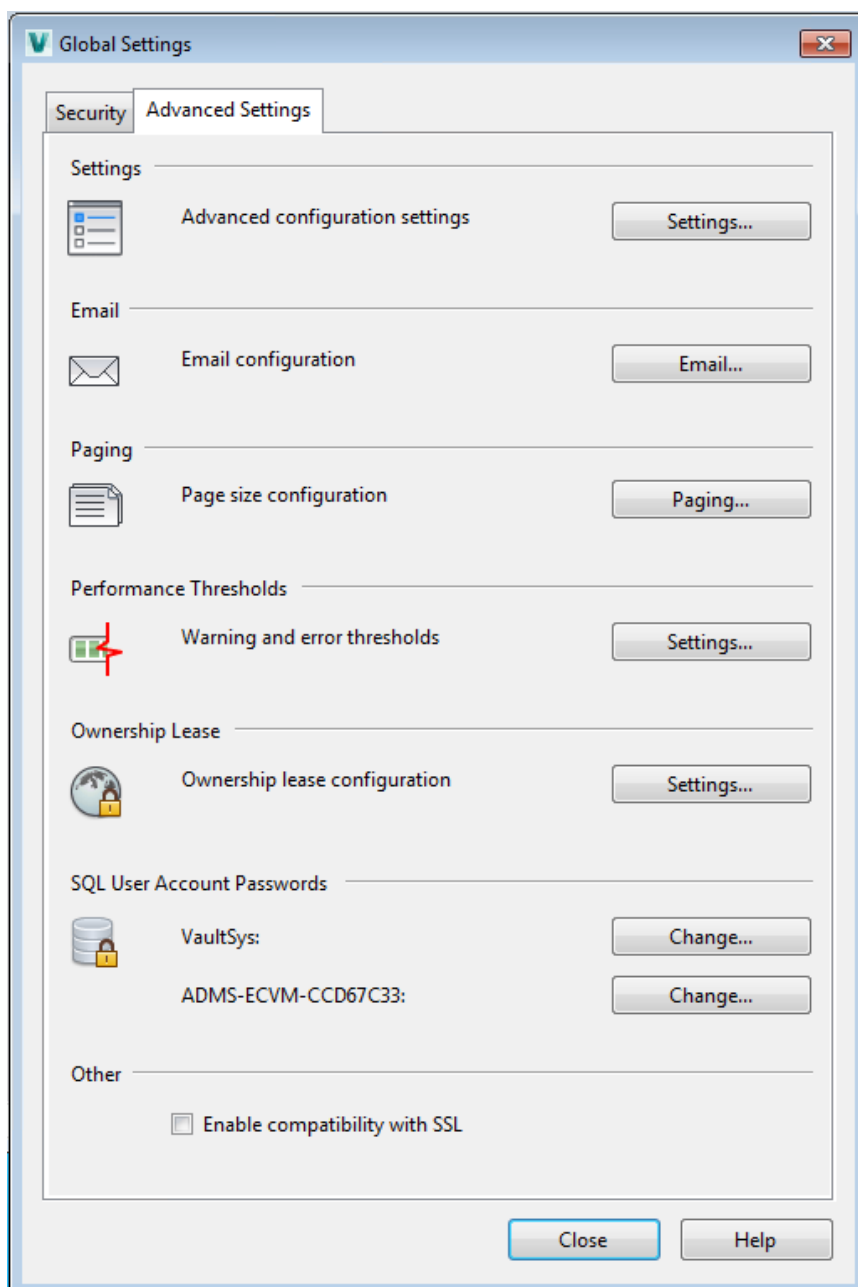 Global Settings
Security
Advanced Settings
Settings
Advanced configuration settings
Settings...
Email
Email configuration
Email...
Paging
Page size configuration
Paging...
Performance Thresholds
Warning and error thresholds
Settings...
Ownership Lease
Ownership lease configuration
Settings...
SQL User Account Passwords
VaultSys:
Change...
ADMS-ECVM-CCD67C33:
Change...
Other
Enable compatibility with SSL
Close
Help